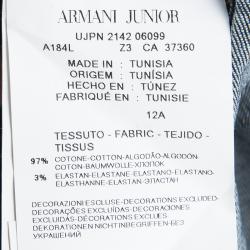 ARMANI JUNIOR
UJPN 2142 06099
A184L Z3 CA 37360
MADE IN : TUNISIA
ORIGEM : TUNÍSIA
HECHO EN : TÚNEZ
FABRIQUÉ EN : TUNISIE
12A
TESSUTO - FABRIC - TEJIDO -
TISSUS
97% COTONE-COTTON-ALGODÃO-ALGODÓN-
COTON-BAUMWOLLE-ХЛОПОК
3% ELASTAN-ELASTANE-ELASTANO-ELASTANO-
ELASTHANNE-ELASTAN-ЭЛАСТАН
DECORAZIONI ESCLUSE-DECORATIONS EXCLUDED-
DECORAÇÕES EXCLUÍDAS-DECORACIONES
EXCLUIDAS-DÉCORATIONS EXCLUES
DEKORATIONEN NICHT INBEGRIFFEN-БЕЗ
УКРАШЕНИЙ